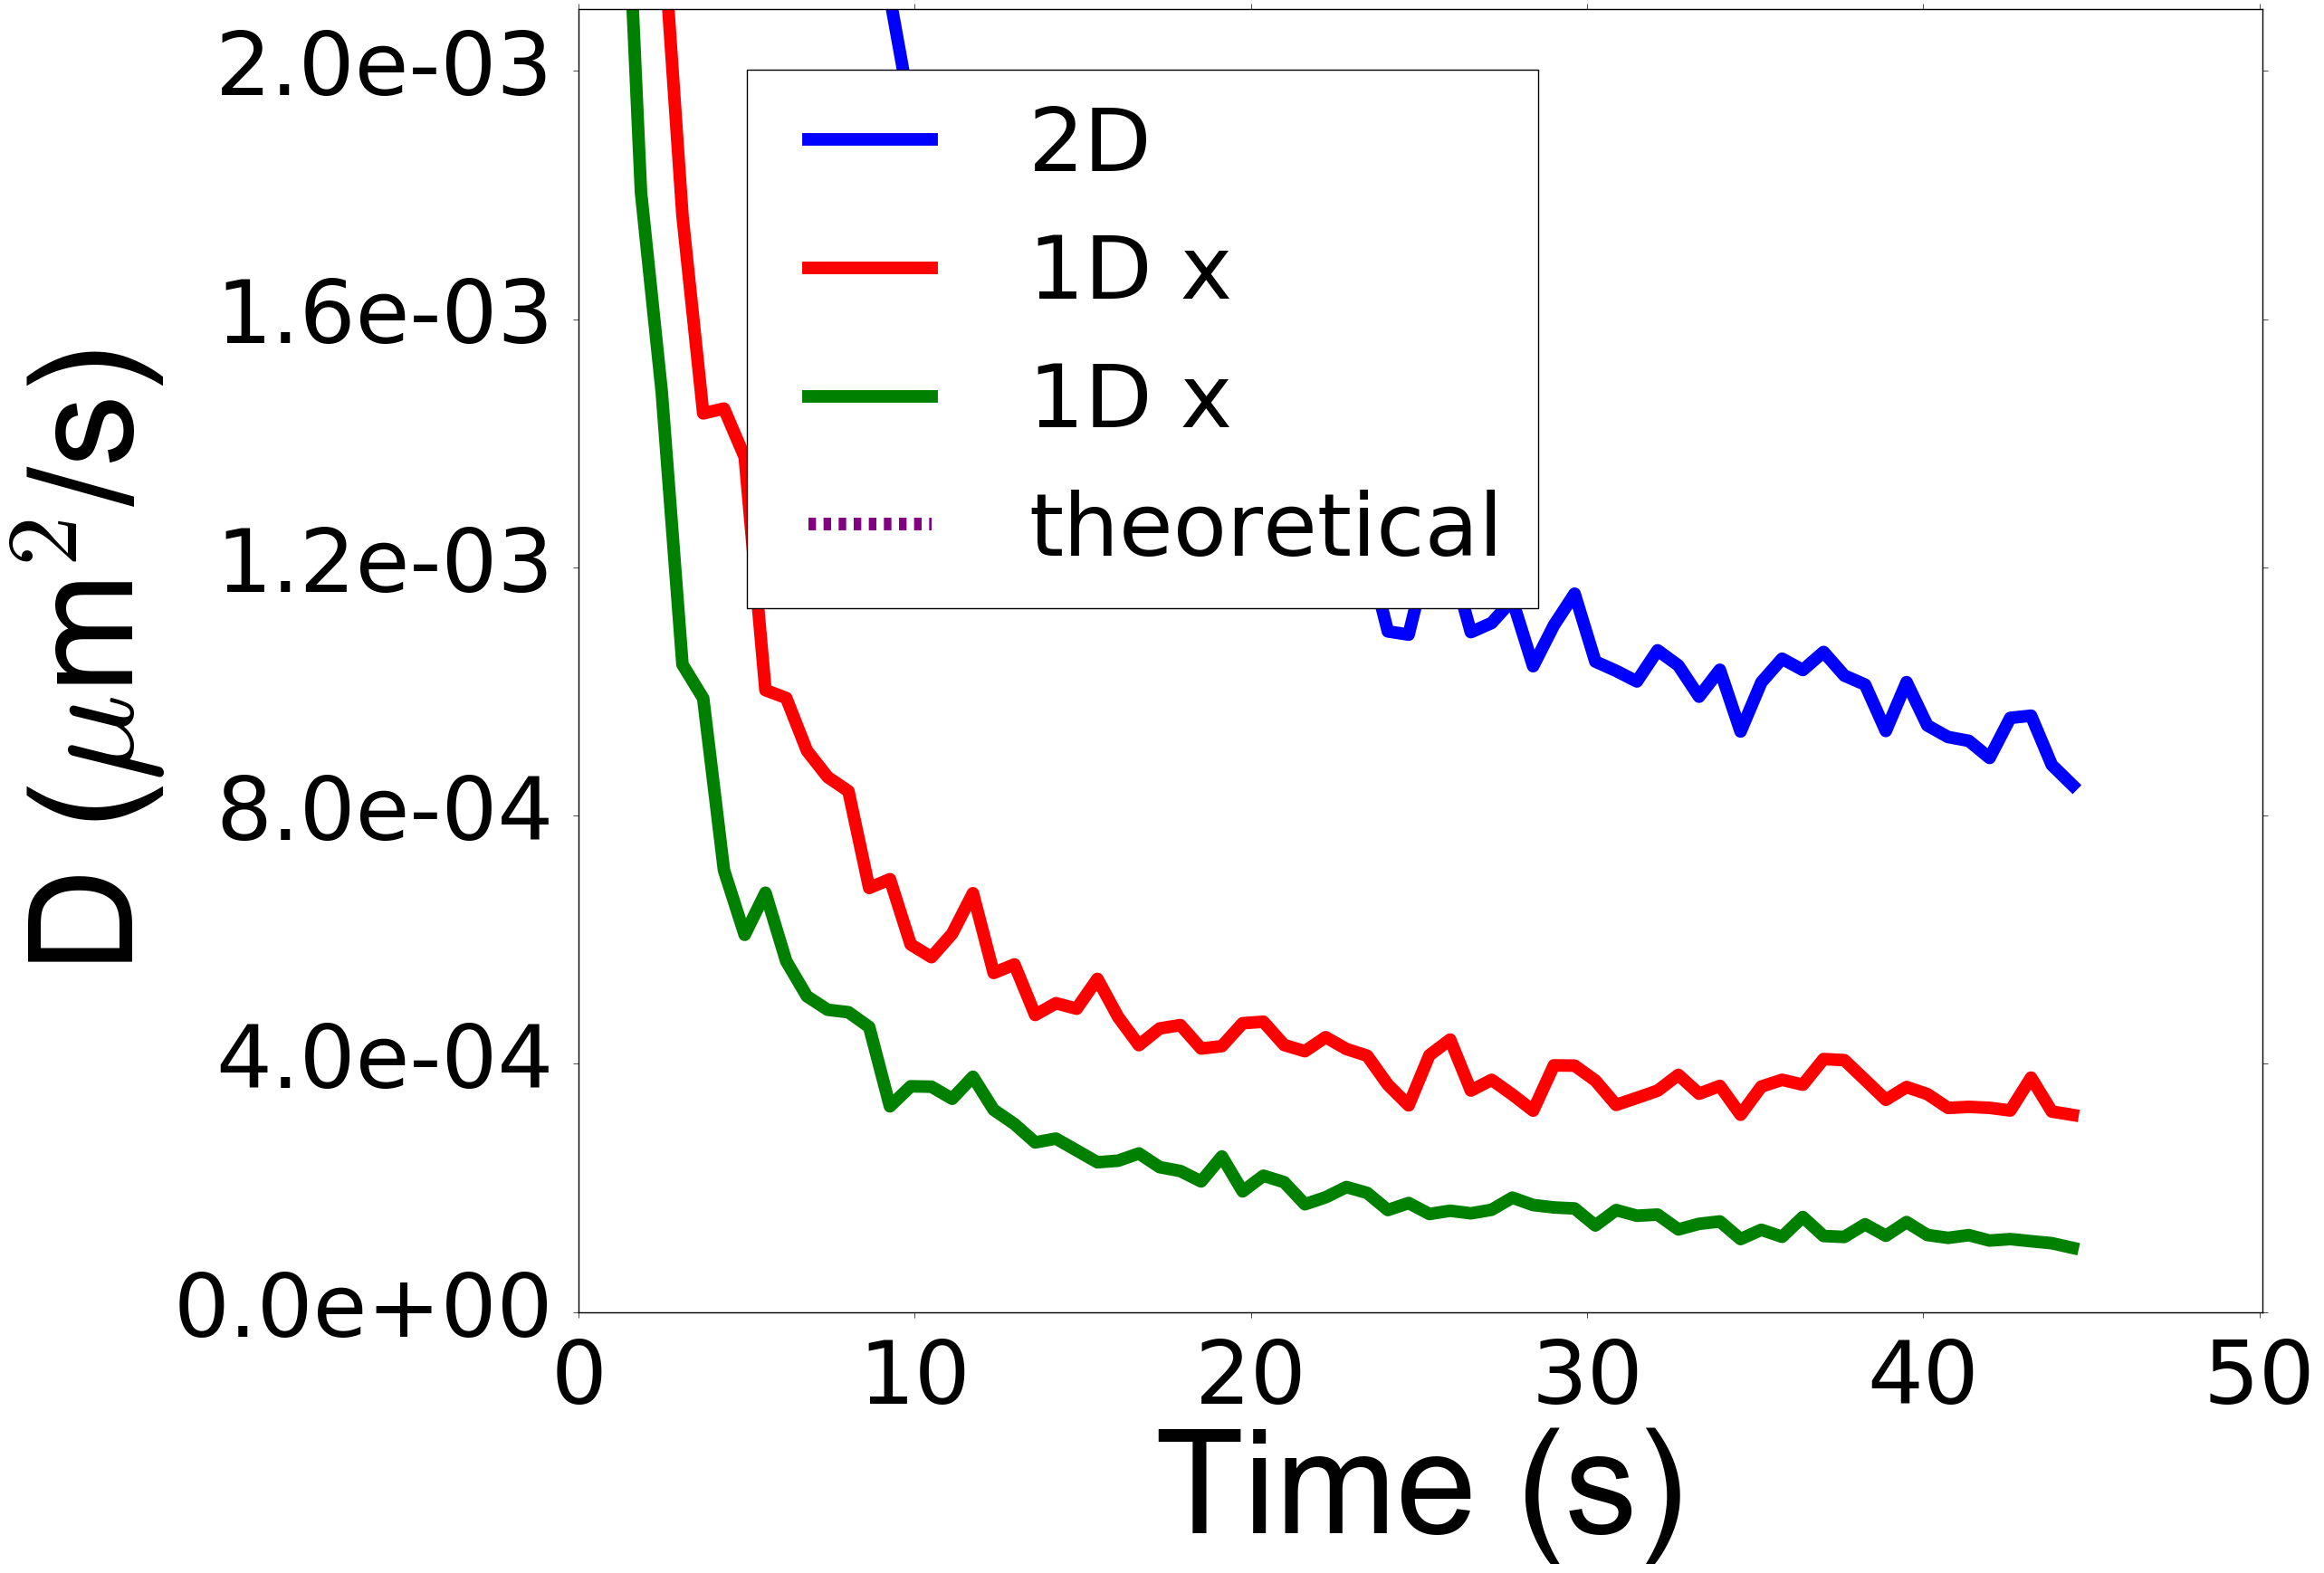 2.0e-03
1.6e-03
1.2e-03
8.0e-04
4.0e-04
0.0e+00
D (μm²/s)
2D
1D x
1D x
theoretical
0 10 20 30 40 50
Time (s)